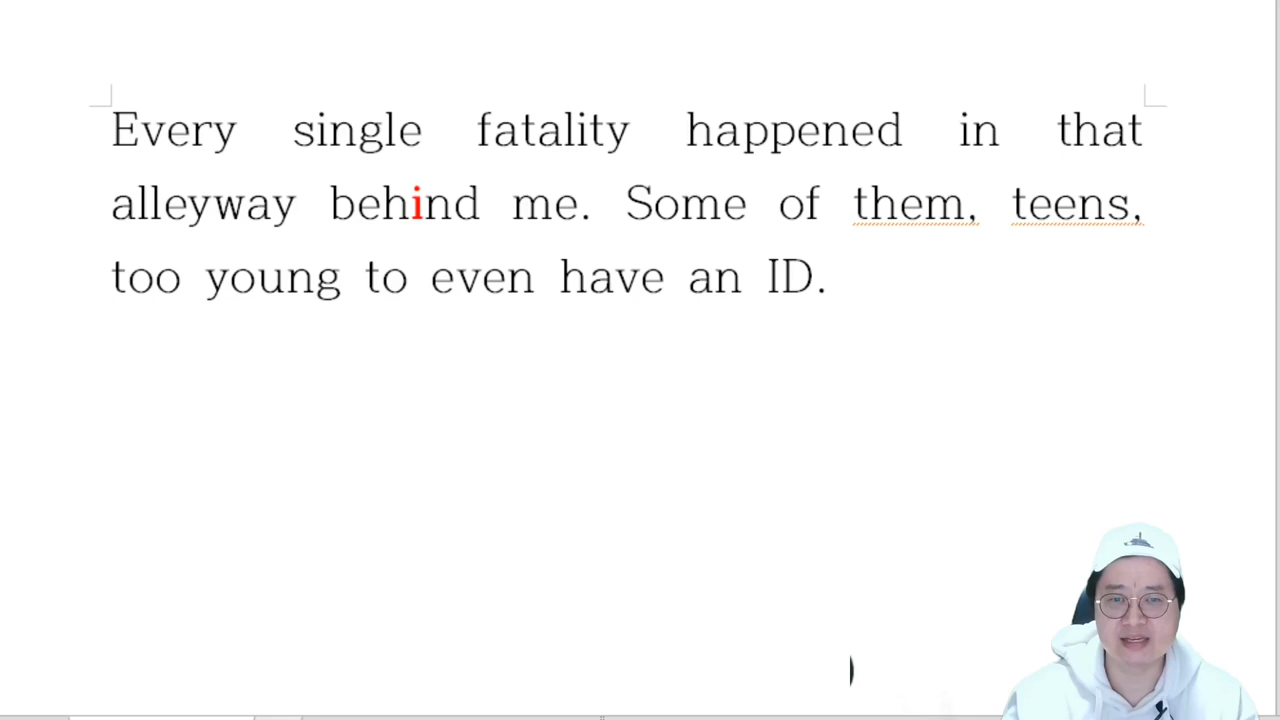 Every single fatality happened in that
alleyway behind me. Some of them, teens,
too young to even have an ID.